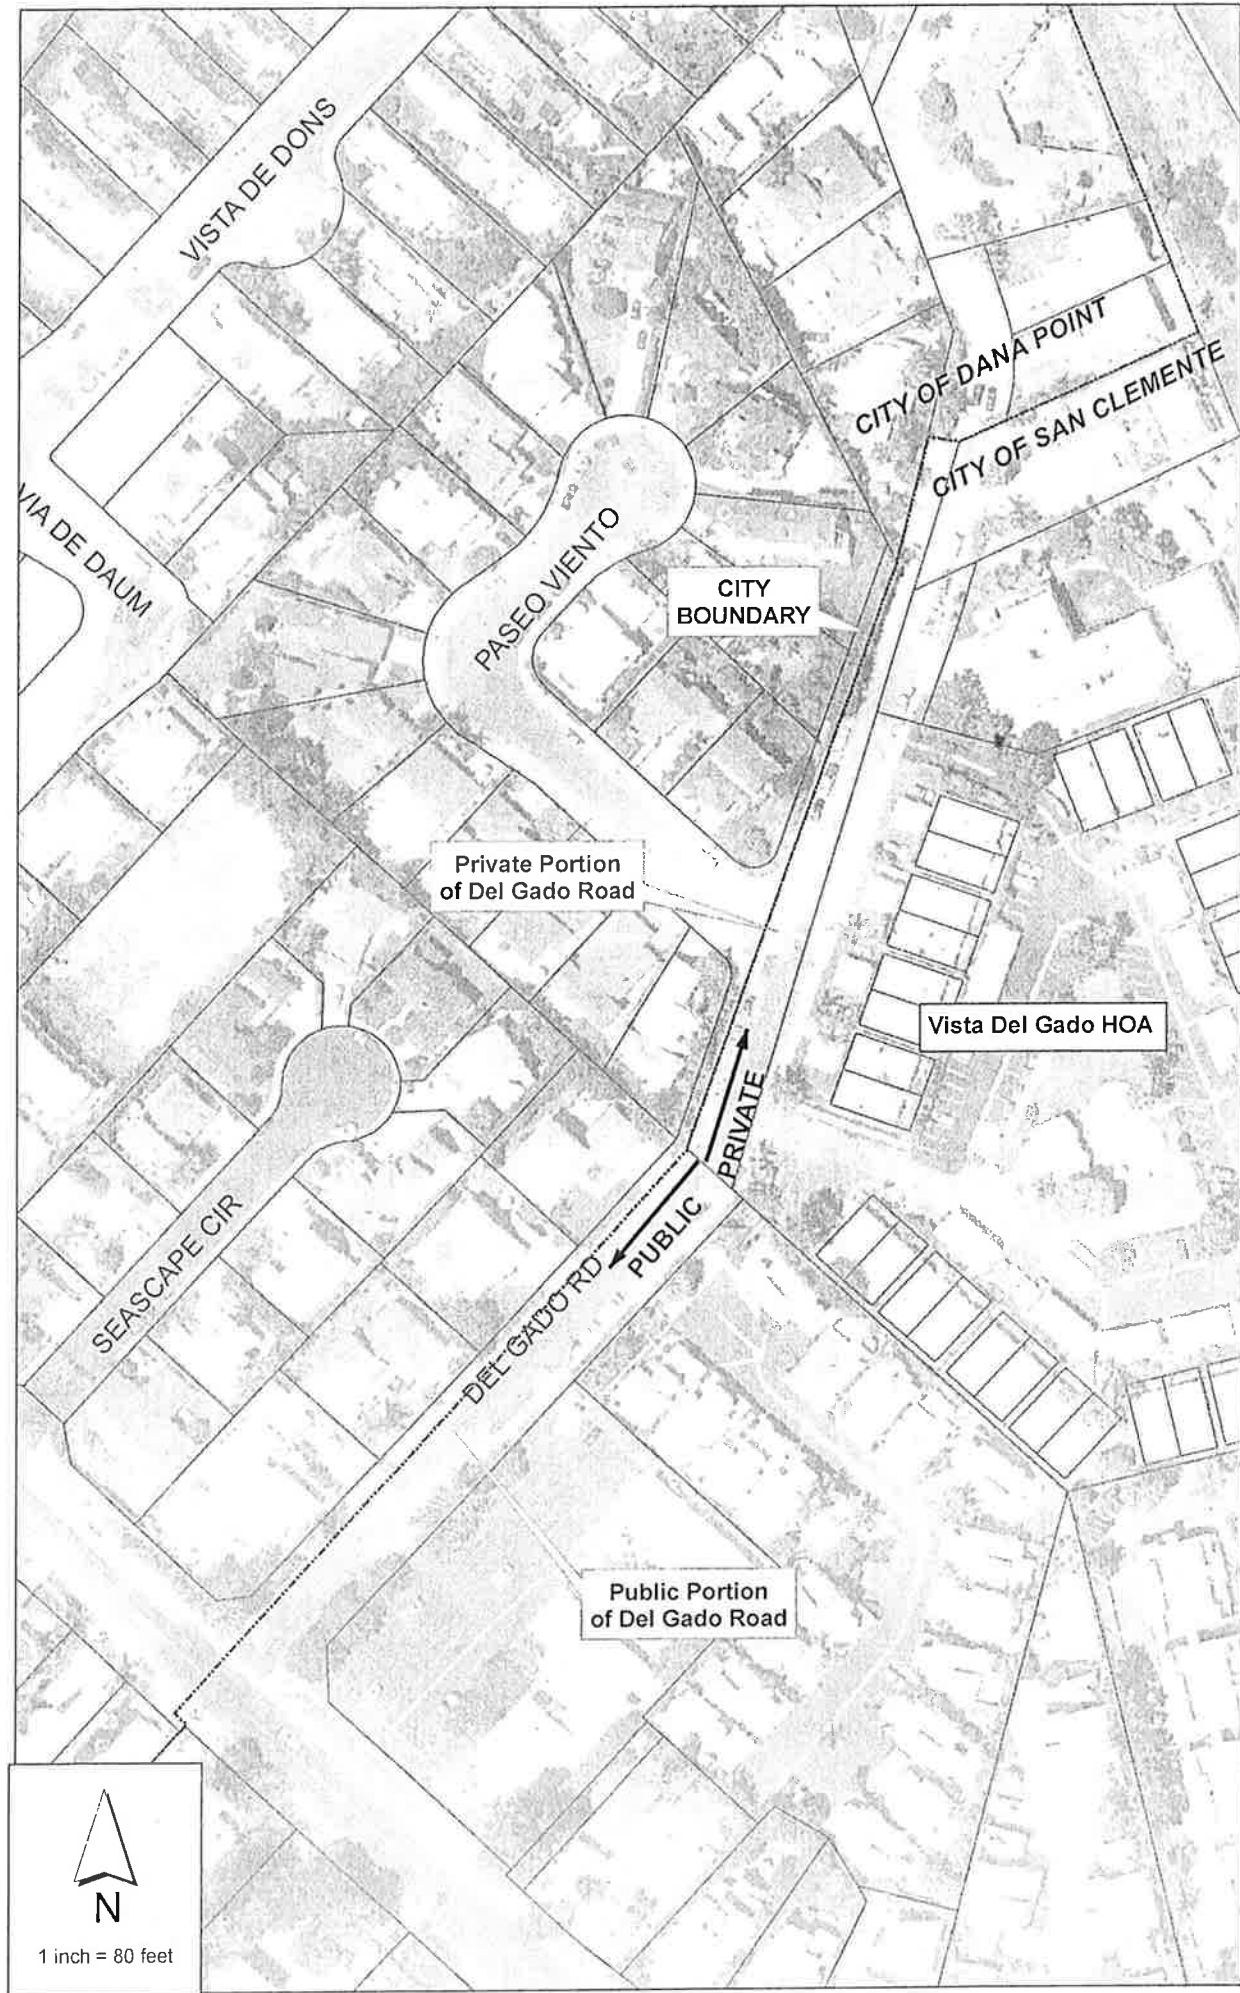 VISTA DE DONS
CITY OF DANA POINT
CITY OF SAN CLEMENTE
VIA DE DAUM
PASEO VIENTO
CITY
BOUNDARY
Private Portion
of Del Gado Road
Vista Del Gado HOA
PRIVATE
PUBLIC
SEASCAPE CIR
DEL GADO RD
Public Portion
of Del Gado Road
N
1 inch = 80 feet